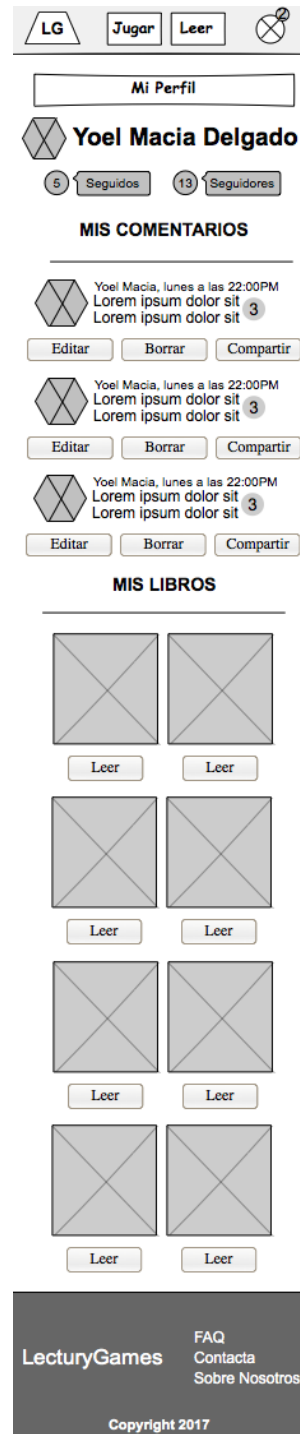 LG Jugar Leer 2
Mi Perfil
Yoel Macia Delgado
5 Seguidos 13 Seguidores
MIS COMENTARIOS
Yoel Macia, lunes a las 22:00PM
Lorem ipsum dolor sit
Lorem ipsum dolor sit 3
Editar Borrar Compartir
Yoel Macia, lunes a las 22:00PM
Lorem ipsum dolor sit
Lorem ipsum dolor sit 3
Editar Borrar Compartir
Yoel Macia, lunes a las 22:00PM
Lorem ipsum dolor sit
Lorem ipsum dolor sit 3
Editar Borrar Compartir
MIS LIBROS
Leer Leer
Leer Leer
Leer Leer
Leer Leer
LecturyGames
FAQ
Contacta
Sobre Nosotros
Copyright 2017